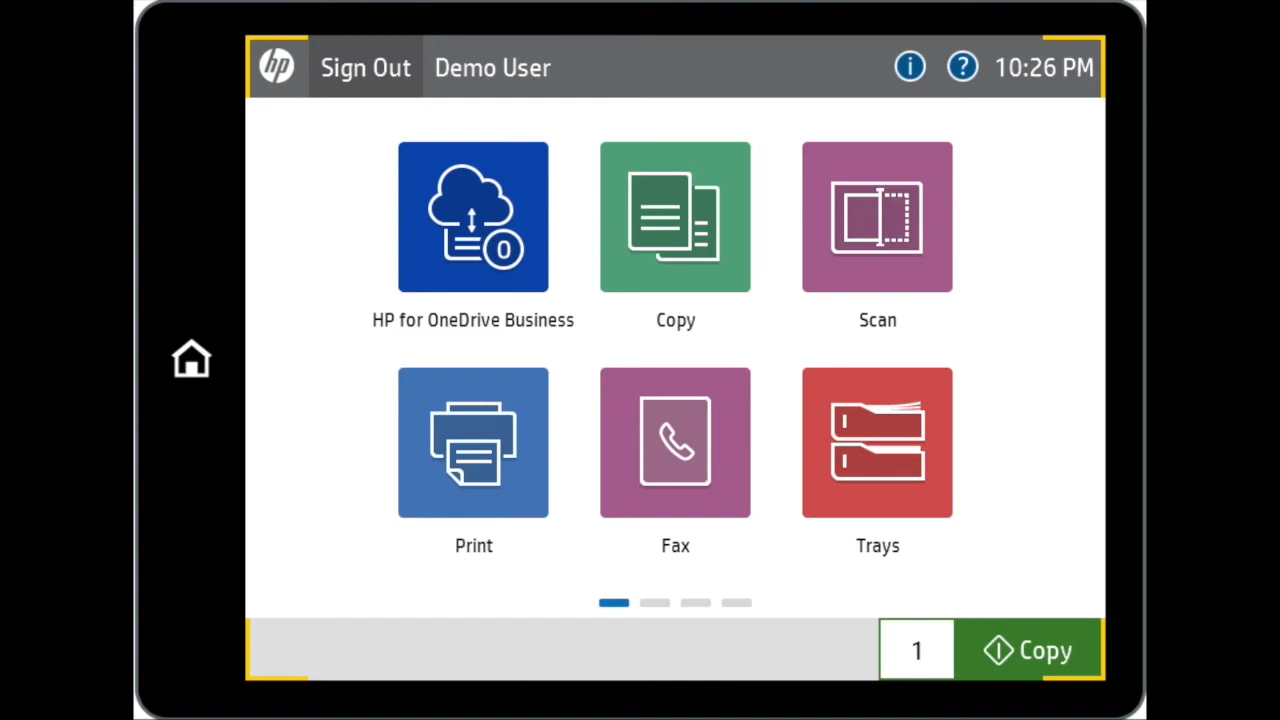 hp Sign Out Demo User i ? 10:26 PM
0
HP for OneDrive Business Copy Scan
Print Fax Trays
1 Copy